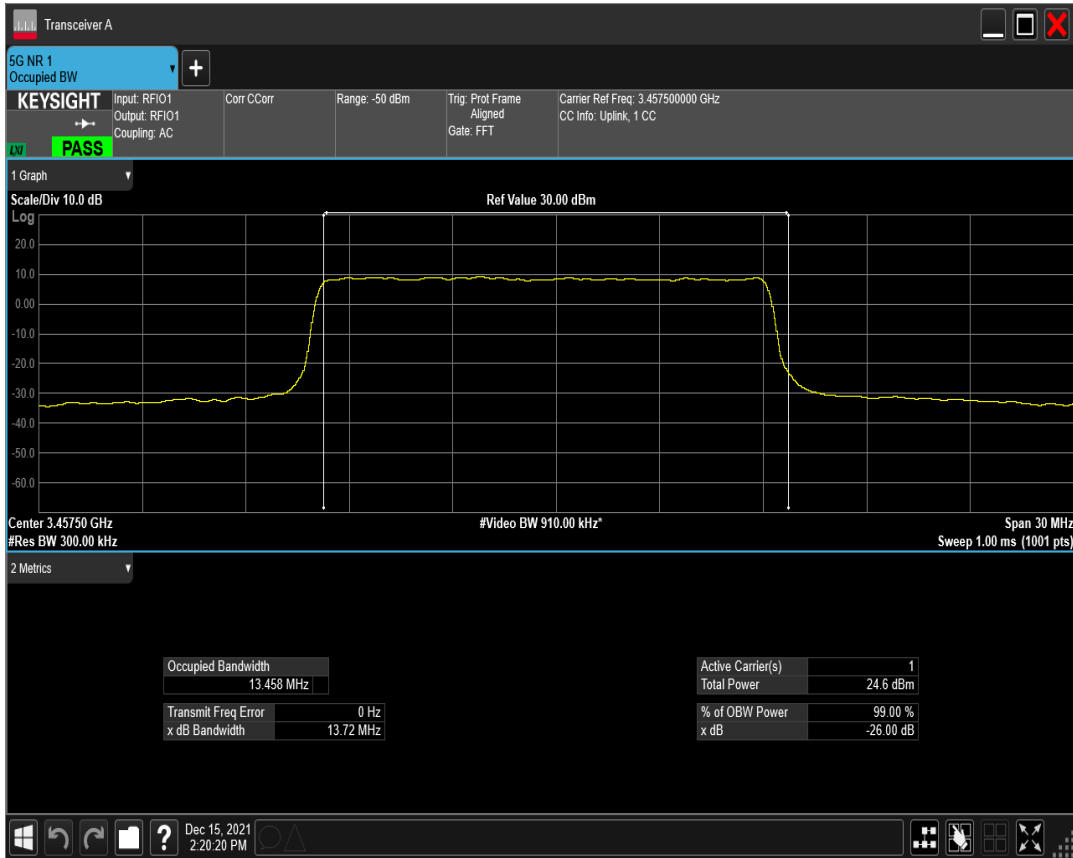 Transceiver A
5G NR 1
Occupied BW
KEYSIGHT
LXI
PASS
Input: RFIO1
Output: RFIO1
Coupling: AC
Corr CCorr
Range: -50 dBm
Trig: Prot Frame
Aligned
Gate: FFT
Carrier Ref Freq: 3.457500000 GHz
CC Info: Uplink, 1 CC
1 Graph
Scale/Div 10.0 dB
Ref Value 30.00 dBm
Log
20.0
10.0
0.00
-10.0
-20.0
-30.0
-40.0
-50.0
-60.0
Center 3.45750 GHz
#Video BW 910.00 kHz*
Span 30 MHz
#Res BW 300.00 kHz
Sweep 1.00 ms (1001 pts)
2 Metrics
Occupied Bandwidth
13.458 MHz
Transmit Freq Error 0 Hz
x dB Bandwidth 13.72 MHz
Active Carrier(s) 1
Total Power 24.6 dBm
% of OBW Power 99.00 %
x dB -26.00 dB
Dec 15, 2021
2:20:20 PM